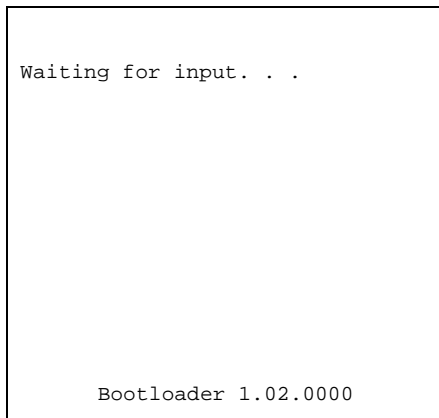 Waiting for input. . .
Bootloader 1.02.0000